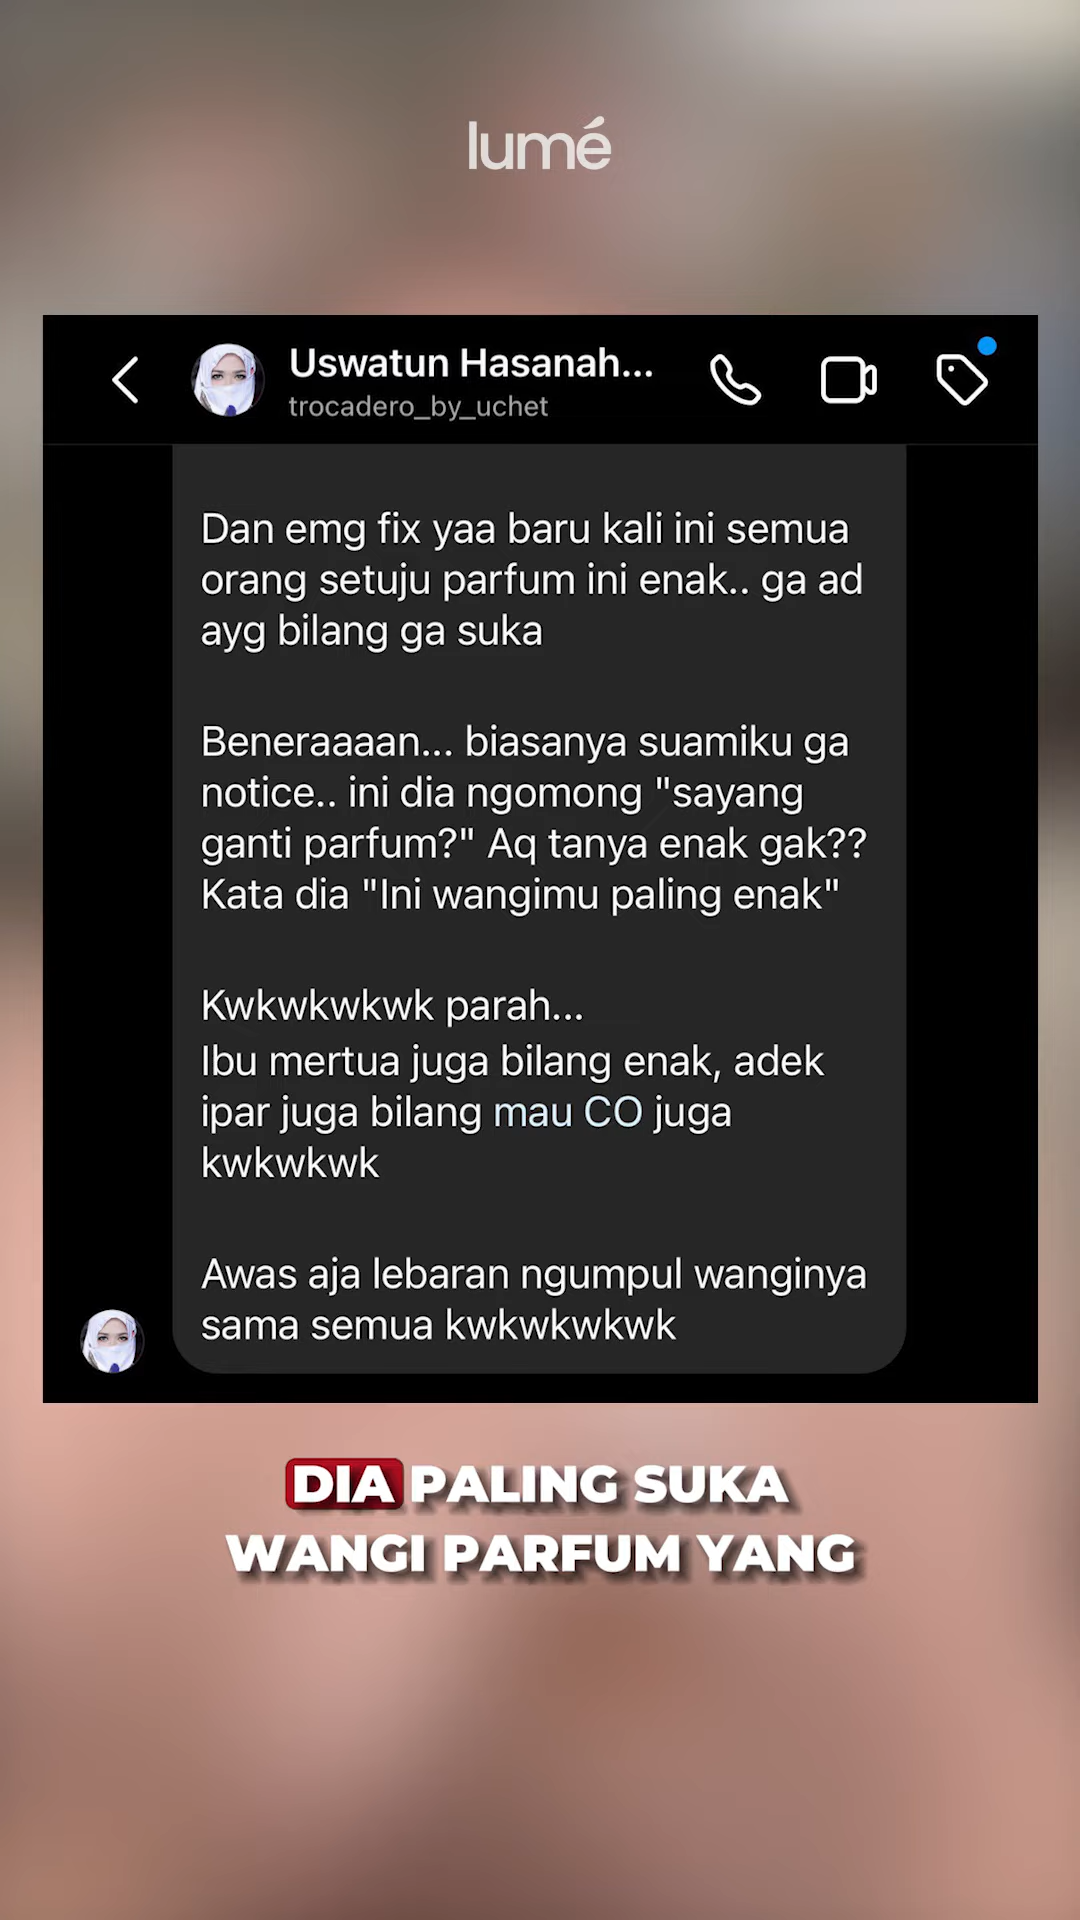 lumé
Uswatun Hasanah...
trocadero_by_uchet
Dan emg fix yaa baru kali ini semua
orang setuju parfum ini enak.. ga ad
ayg bilang ga suka
Beneraaaan... biasanya suamiku ga
notice.. ini dia ngomong "sayang
ganti parfum?" Aq tanya enak gak??
Kata dia "Ini wangimu paling enak"
Kwkwkwkwk parah...
Ibu mertua juga bilang enak, adek
ipar juga bilang mau CO juga
kwkwkwk
Awas aja lebaran ngumpul wanginya
sama semua kwkwkwkwk
DIA PALING SUKA
WANGI PARFUM YANG